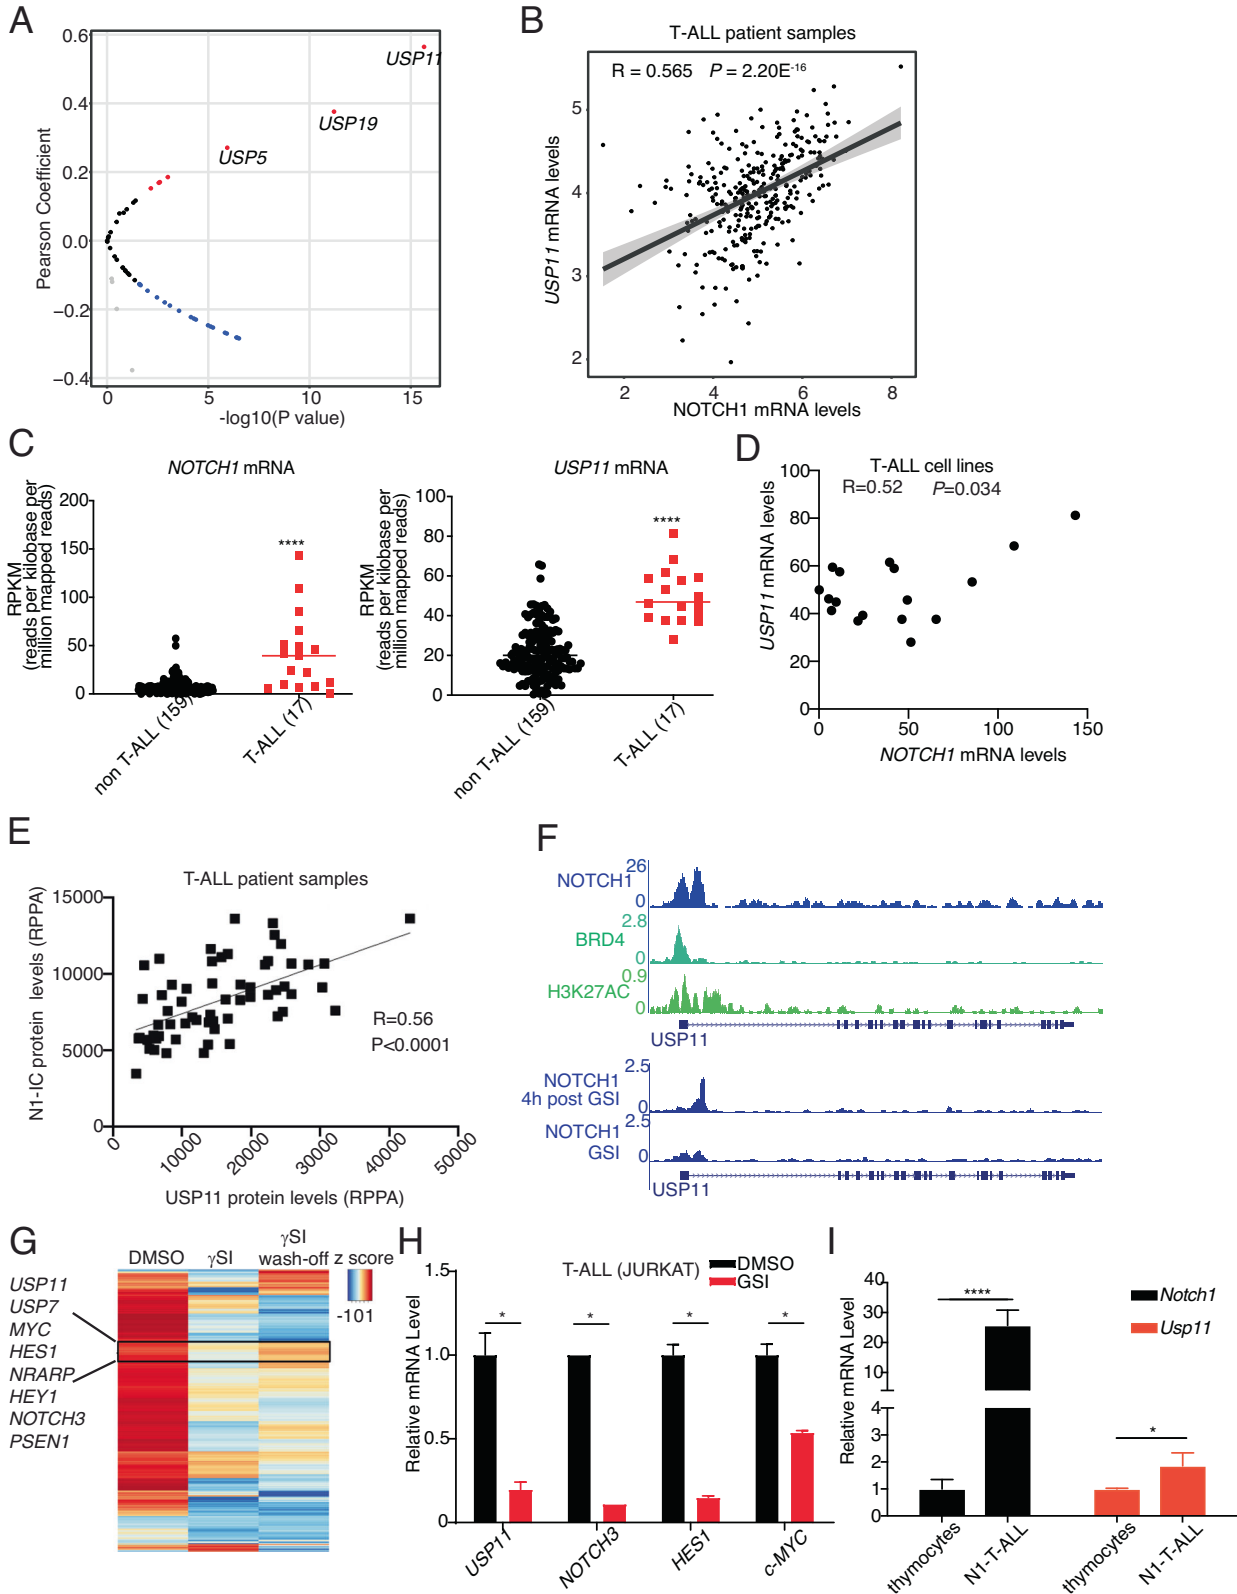 A
0.6
0.4
0.2
0.0
−0.2
−0.4
Pearson Coefficient
USP11
USP19
USP5
0 5 10 15
-log10(P value)
B
T-ALL patient samples
R = 0.565 P = 2.20E-16
5
4
3
2
USP11 mRNA levels
2 4 6 8
NOTCH1 mRNA levels
C
NOTCH1 mRNA
RPKM
(reads per kilobase per
million mapped reads)
200
150
100
50
0
****
non T-ALL (159)
T-ALL (17)
USP11 mRNA
RPKM
(reads per kilobase per
million mapped reads)
100
80
60
40
20
0
****
non T-ALL (159)
T-ALL (17)
D
T-ALL cell lines
R=0.52 P=0.034
100
80
60
40
20
0
USP11 mRNA levels
0 50 100 150
NOTCH1 mRNA levels
E
T-ALL patient samples
15000
10000
5000
0
N1-IC protein levels (RPPA)
R=0.56
P<0.0001
0 10000 20000 30000 40000 50000
USP11 protein levels (RPPA)
F
NOTCH1
26
0
BRD4
2.8
0
H3K27AC
0.9
0
USP11
NOTCH1
4h post GSI
2.5
0
NOTCH1
GSI
2.5
0
USP11
G
DMSO
γSI
γSI
wash-off
z score
-101
USP11
USP7
MYC
HES1
NRARP
HEY1
NOTCH3
PSEN1
H
T-ALL (JURKAT)
DMSO
GSI
1.5
1.0
0.5
0
Relative mRNA Level
* * * *
USP11
NOTCH3
HES1
c-MYC
I
Notch1
Usp11
40
30
20
10
4
3
2
1
0
Relative mRNA Level
****
*
thymocytes
N1-T-ALL
thymocytes
N1-T-ALL